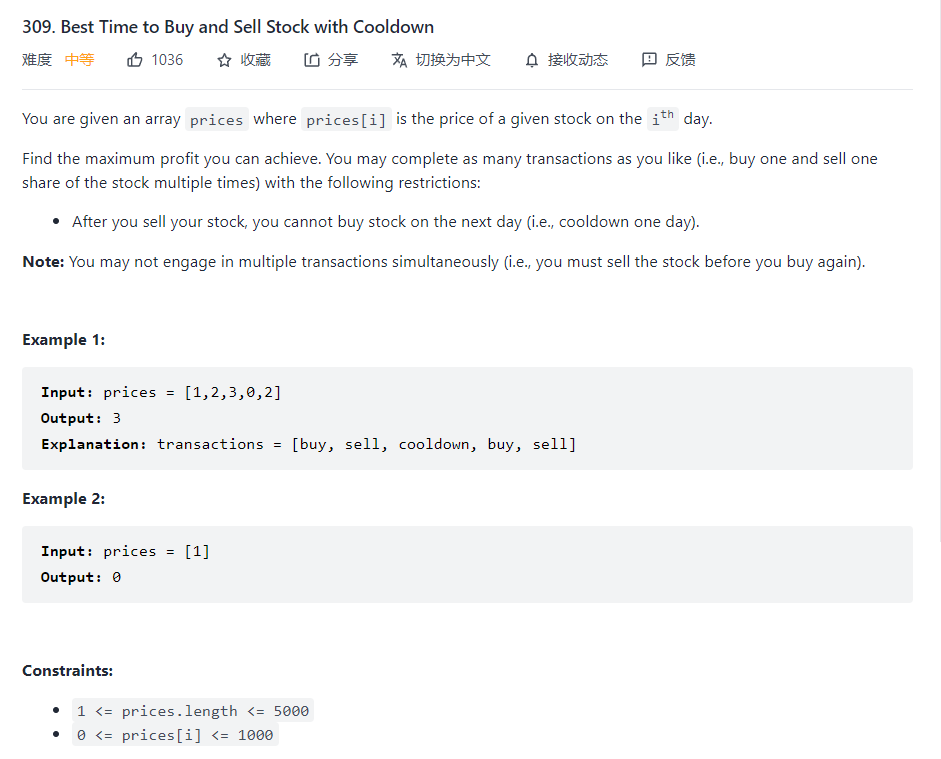 309. Best Time to Buy and Sell Stock with Cooldown
难度 中等 1036 收藏 分享 切换为中文 接收动态 反馈
You are given an array prices where prices[i] is the price of a given stock on the ith day.
Find the maximum profit you can achieve. You may complete as many transactions as you like (i.e., buy one and sell one
share of the stock multiple times) with the following restrictions:
• After you sell your stock, you cannot buy stock on the next day (i.e., cooldown one day).
Note: You may not engage in multiple transactions simultaneously (i.e., you must sell the stock before you buy again).
Example 1:
Input: prices = [1,2,3,0,2]
Output: 3
Explanation: transactions = [buy, sell, cooldown, buy, sell]
Example 2:
Input: prices = [1]
Output: 0
Constraints:
• 1 <= prices.length <= 5000
• 0 <= prices[i] <= 1000